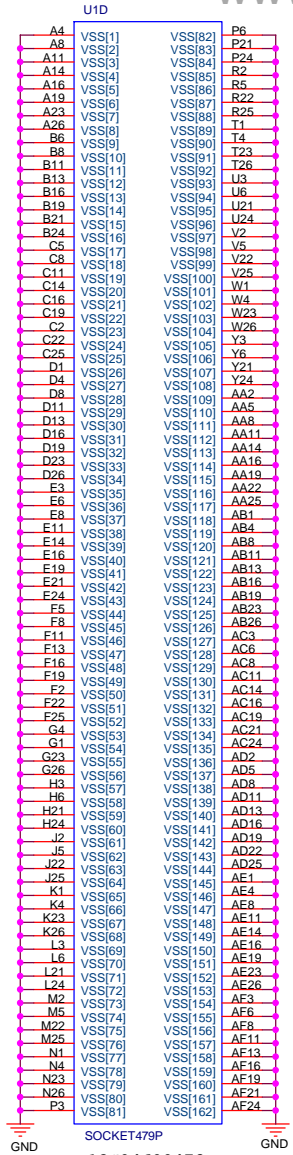 U1D
A4 VSS[1] VSS[82] P6
A8 VSS[2] VSS[83] P21
A11 VSS[3] VSS[84] P24
A14 VSS[4] VSS[85] R2
A16 VSS[5] VSS[86] R5
A19 VSS[6] VSS[87] R22
A23 VSS[7] VSS[88] R25
A26 VSS[8] VSS[89] T1
B6 VSS[9] VSS[90] T4
B8 VSS[10] VSS[91] T23
B11 VSS[11] VSS[92] T26
B13 VSS[12] VSS[93] U3
B16 VSS[13] VSS[94] U6
B19 VSS[14] VSS[95] U21
B21 VSS[15] VSS[96] U24
B24 VSS[16] VSS[97] V2
C5 VSS[17] VSS[98] V5
C8 VSS[18] VSS[99] V22
C11 VSS[19] VSS[100] V25
C14 VSS[20] VSS[101] W1
C16 VSS[21] VSS[102] W4
C19 VSS[22] VSS[103] W23
C2 VSS[23] VSS[104] W26
C22 VSS[24] VSS[105] Y3
C25 VSS[25] VSS[106] Y6
D1 VSS[26] VSS[107] Y21
D4 VSS[27] VSS[108] Y24
D8 VSS[28] VSS[109] AA2
D11 VSS[29] VSS[110] AA5
D13 VSS[30] VSS[111] AA8
D16 VSS[31] VSS[112] AA11
D19 VSS[32] VSS[113] AA14
D23 VSS[33] VSS[114] AA16
D26 VSS[34] VSS[115] AA19
E3 VSS[35] VSS[116] AA22
E6 VSS[36] VSS[117] AA25
E8 VSS[37] VSS[118] AB1
E11 VSS[38] VSS[119] AB4
E14 VSS[39] VSS[120] AB8
E16 VSS[40] VSS[121] AB11
E19 VSS[41] VSS[122] AB13
E21 VSS[42] VSS[123] AB16
E24 VSS[43] VSS[124] AB19
F5 VSS[44] VSS[125] AB23
F8 VSS[45] VSS[126] AB26
F11 VSS[46] VSS[127] AC3
F13 VSS[47] VSS[128] AC6
F16 VSS[48] VSS[129] AC8
F19 VSS[49] VSS[130] AC11
F2 VSS[50] VSS[131] AC14
F22 VSS[51] VSS[132] AC16
F25 VSS[52] VSS[133] AC19
G4 VSS[53] VSS[134] AC21
G1 VSS[54] VSS[135] AC24
G23 VSS[55] VSS[136] AD2
G26 VSS[56] VSS[137] AD5
H3 VSS[57] VSS[138] AD8
H6 VSS[58] VSS[139] AD11
H21 VSS[59] VSS[140] AD13
H24 VSS[60] VSS[141] AD16
J2 VSS[61] VSS[142] AD19
J5 VSS[62] VSS[143] AD22
J22 VSS[63] VSS[144] AD25
J25 VSS[64] VSS[145] AE1
K1 VSS[65] VSS[146] AE4
K4 VSS[66] VSS[147] AE8
K23 VSS[67] VSS[148] AE11
K26 VSS[68] VSS[149] AE14
L3 VSS[69] VSS[150] AE16
L6 VSS[70] VSS[151] AE19
L21 VSS[71] VSS[152] AE23
L24 VSS[72] VSS[153] AE26
M2 VSS[73] VSS[154] AF3
M5 VSS[74] VSS[155] AF6
M22 VSS[75] VSS[156] AF8
M25 VSS[76] VSS[157] AF11
N1 VSS[77] VSS[158] AF13
N4 VSS[78] VSS[159] AF16
N23 VSS[79] VSS[160] AF19
N26 VSS[80] VSS[161] AF21
P3 VSS[81] VSS[162] AF24
GND SOCKET479P GND